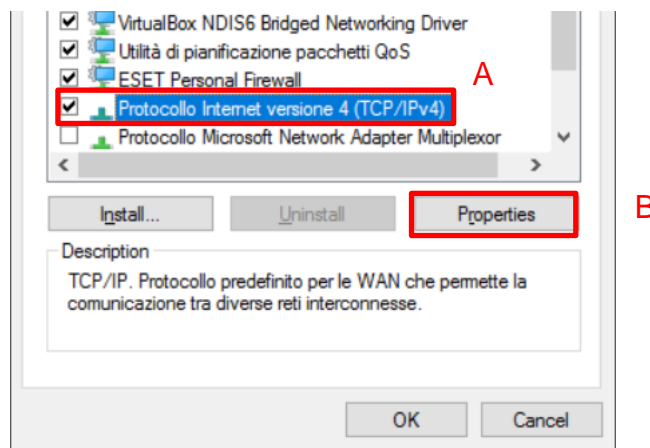 VirtualBox NDIS6 Bridged Networking Driver
Utilità di pianificazione pacchetti QoS
ESET Personal Firewall
A
Protocollo Internet versione 4 (TCP/IPv4)
Protocollo Microsoft Network Adapter Multiplexor
Install...
Uninstall
Properties
B
Description
TCP/IP. Protocollo predefinito per le WAN che permette la
comunicazione tra diverse reti interconnesse.
OK
Cancel